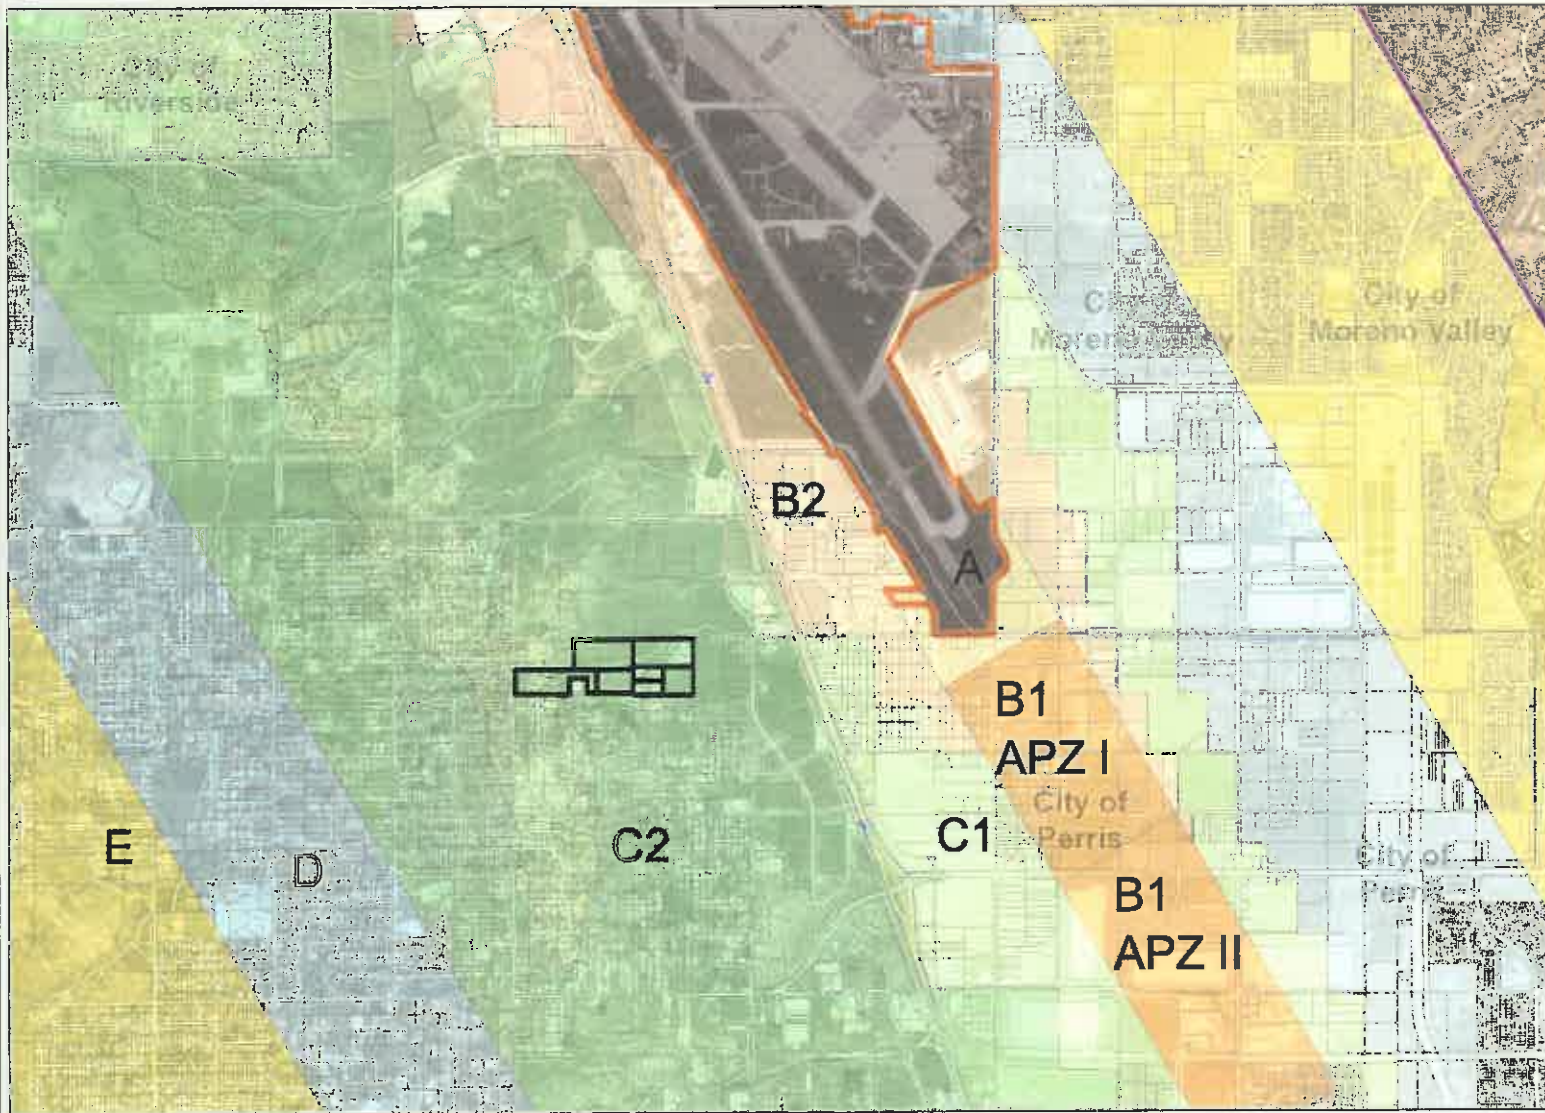 City of
Riverside
City of
Moreno Valley
City of
Moreno Valley
B2
A
B1
APZ I
City of
Perris
C1
C2
E
D
B1
APZ II
City of
Perris